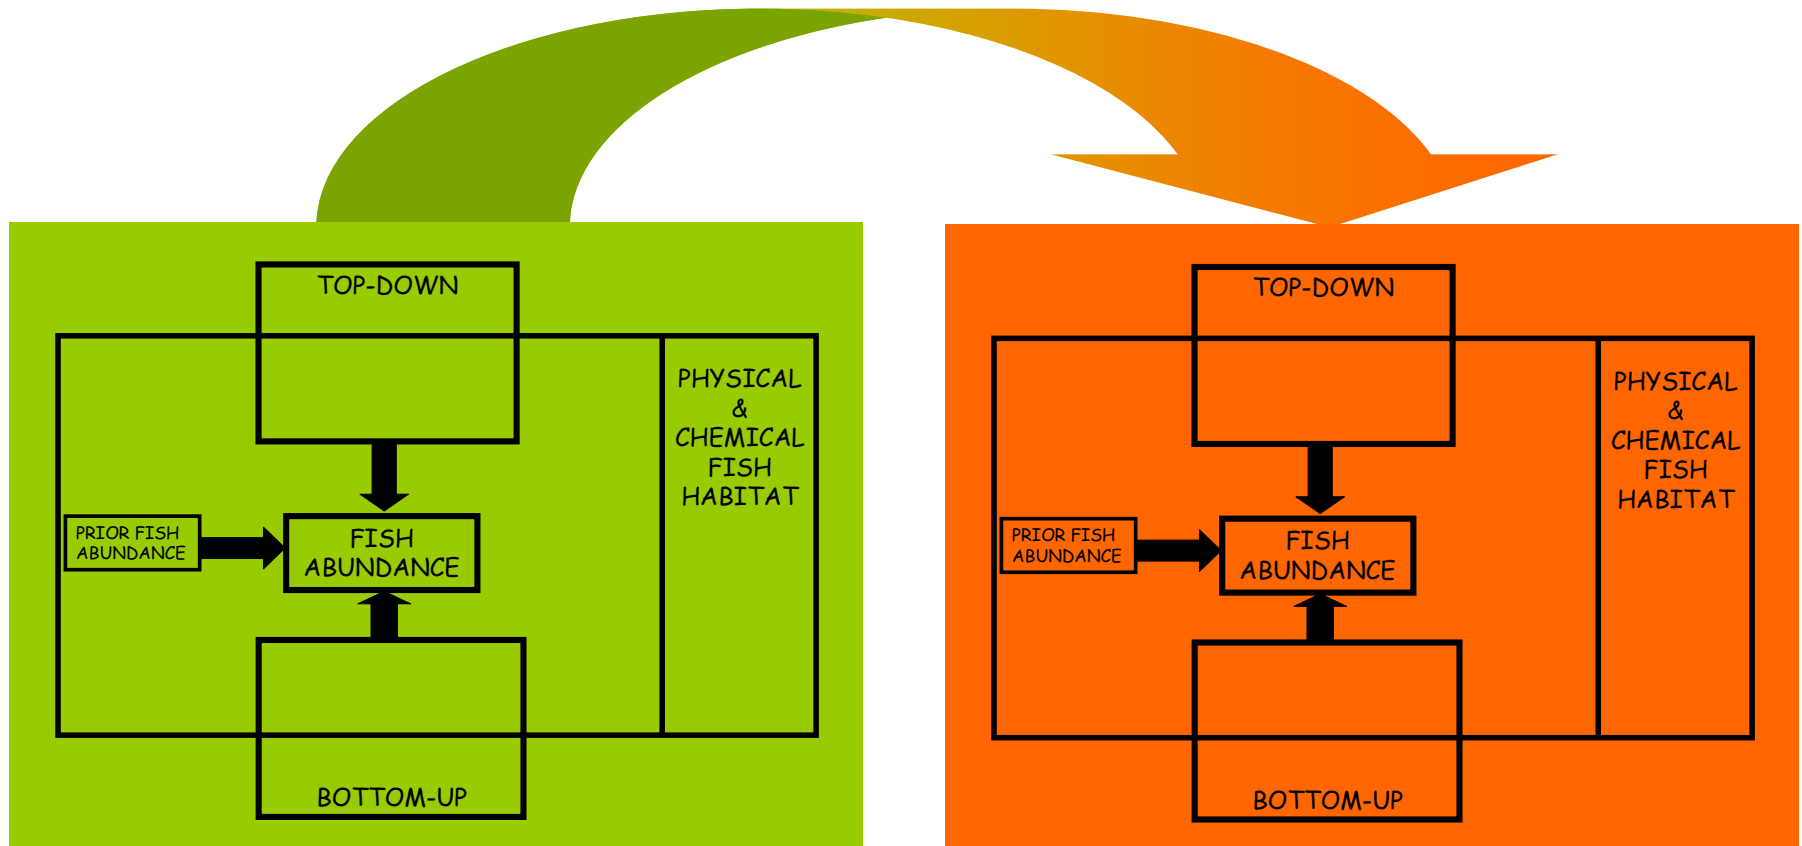 TOP-DOWN
PHYSICAL
&
CHEMICAL
FISH
HABITAT
PRIOR FISH
ABUNDANCE
FISH
ABUNDANCE
BOTTOM-UP
TOP-DOWN
PHYSICAL
&
CHEMICAL
FISH
HABITAT
PRIOR FISH
ABUNDANCE
FISH
ABUNDANCE
BOTTOM-UP